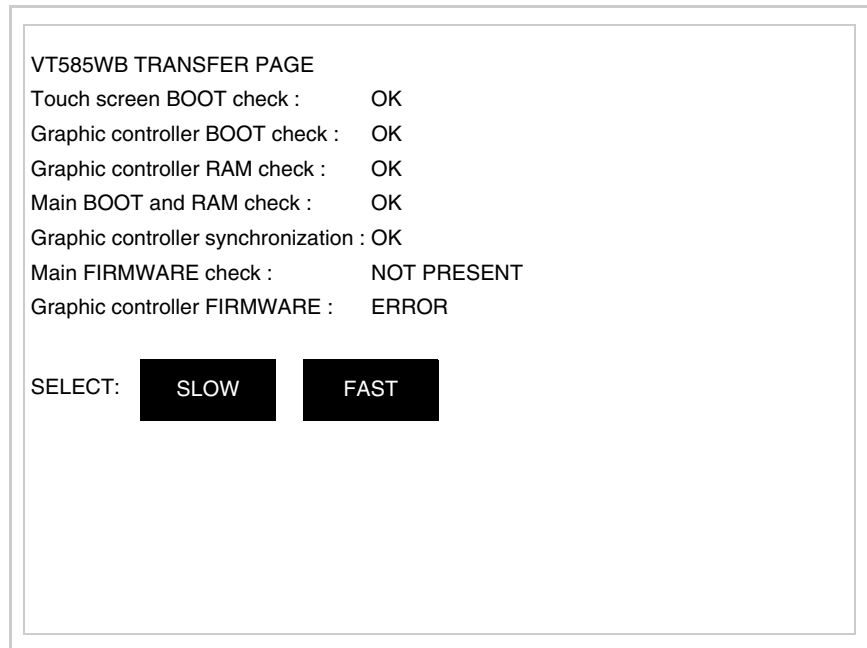 VT585WB TRANSFER PAGE
Touch screen BOOT check : OK
Graphic controller BOOT check : OK
Graphic controller RAM check : OK
Main BOOT and RAM check : OK
Graphic controller synchronization : OK
Main FIRMWARE check : NOT PRESENT
Graphic controller FIRMWARE : ERROR
SELECT: SLOW FAST